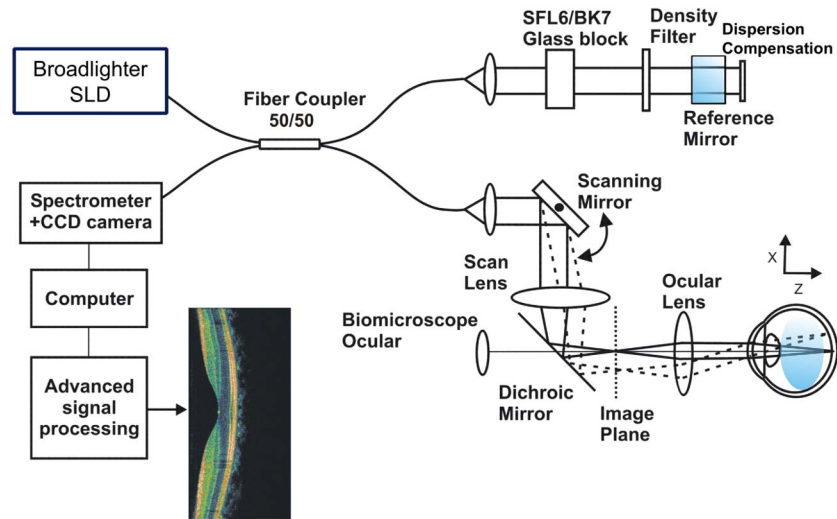 Broadlighter
SLD
Fiber Coupler
50/50
SFL6/BK7
Glass block
Density
Filter
Dispersion
Compensation
Reference
Mirror
Spectrometer
+CCD camera
Computer
Advanced
signal
processing
Scanning
Mirror
Scan
Lens
Biomicroscope
Ocular
Dichroic
Mirror
Image
Plane
Ocular
Lens
X
Z